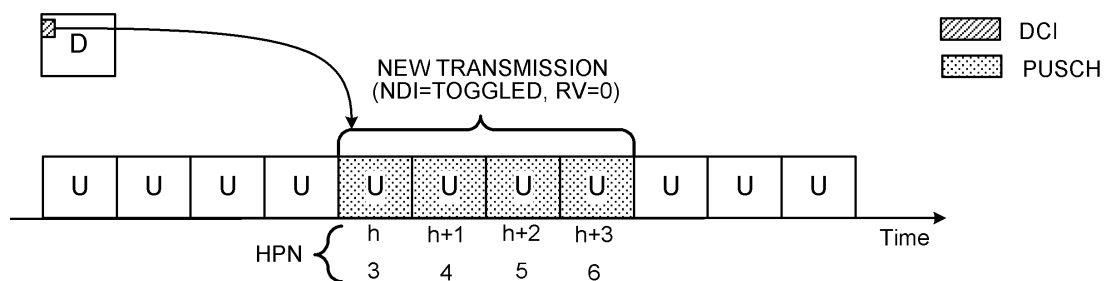 D
DCI
PUSCH
NEW TRANSMISSION
(NDI=TOGGLED, RV=0)
U U U U U U U U U U U
Time
HPN
h h+1 h+2 h+3
3 4 5 6